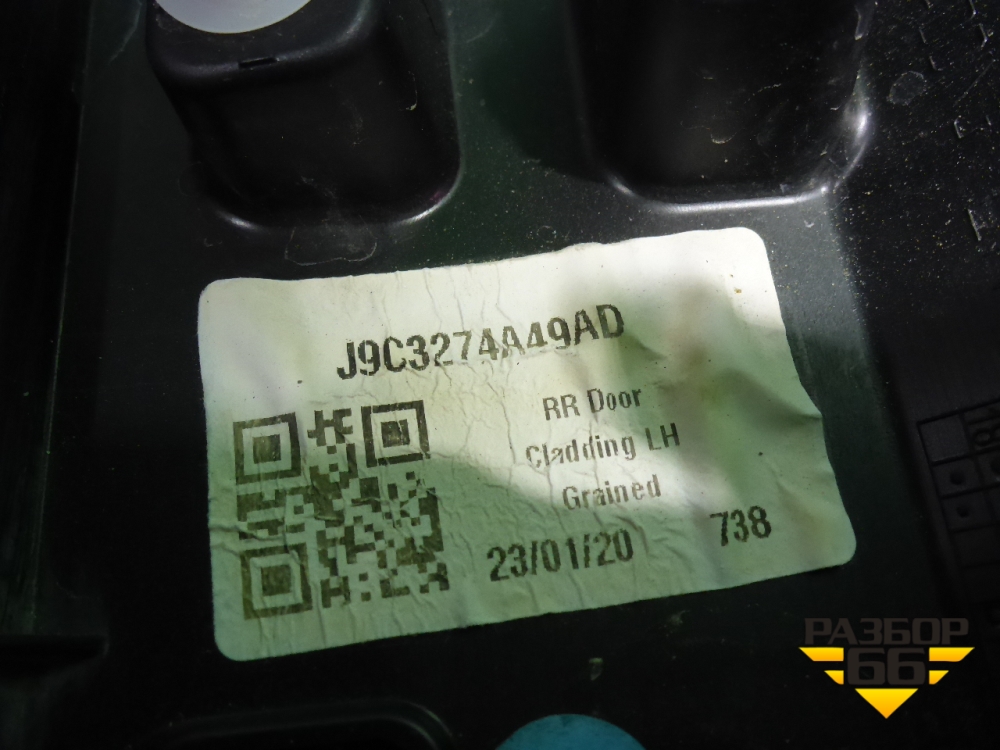 J9C3274A49AD
RR Door
Cladding LH
Grained
23/01/20 738
РАЗБОР
66